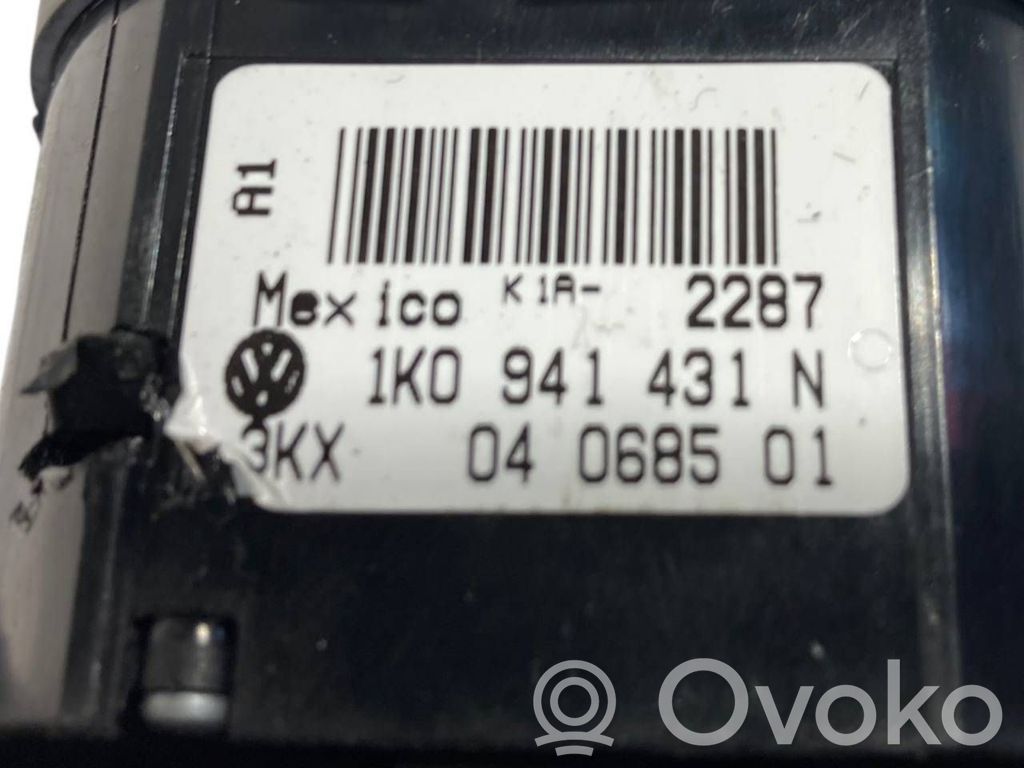 A1
Mexico K1A- 2287
1K0 941 431 N
3KX 04 0685 01
Ovoko